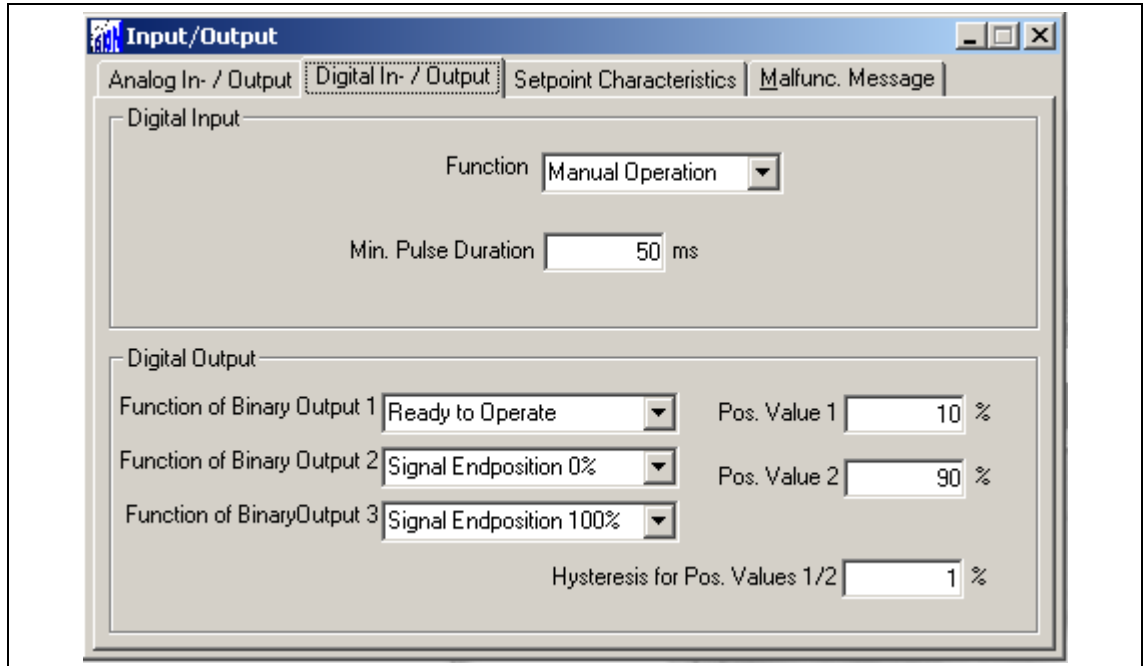 Input/Output
Analog In- / Output Digital In- / Output Setpoint Characteristics Malfunc. Message
Digital Input
Function Manual Operation
Min. Pulse Duration 50 ms
Digital Output
Function of Binary Output 1 Ready to Operate Pos. Value 1 10 %
Function of Binary Output 2 Signal Endposition 0% Pos. Value 2 90 %
Function of BinaryOutput 3 Signal Endposition 100%
Hysteresis for Pos. Values 1/2 1 %